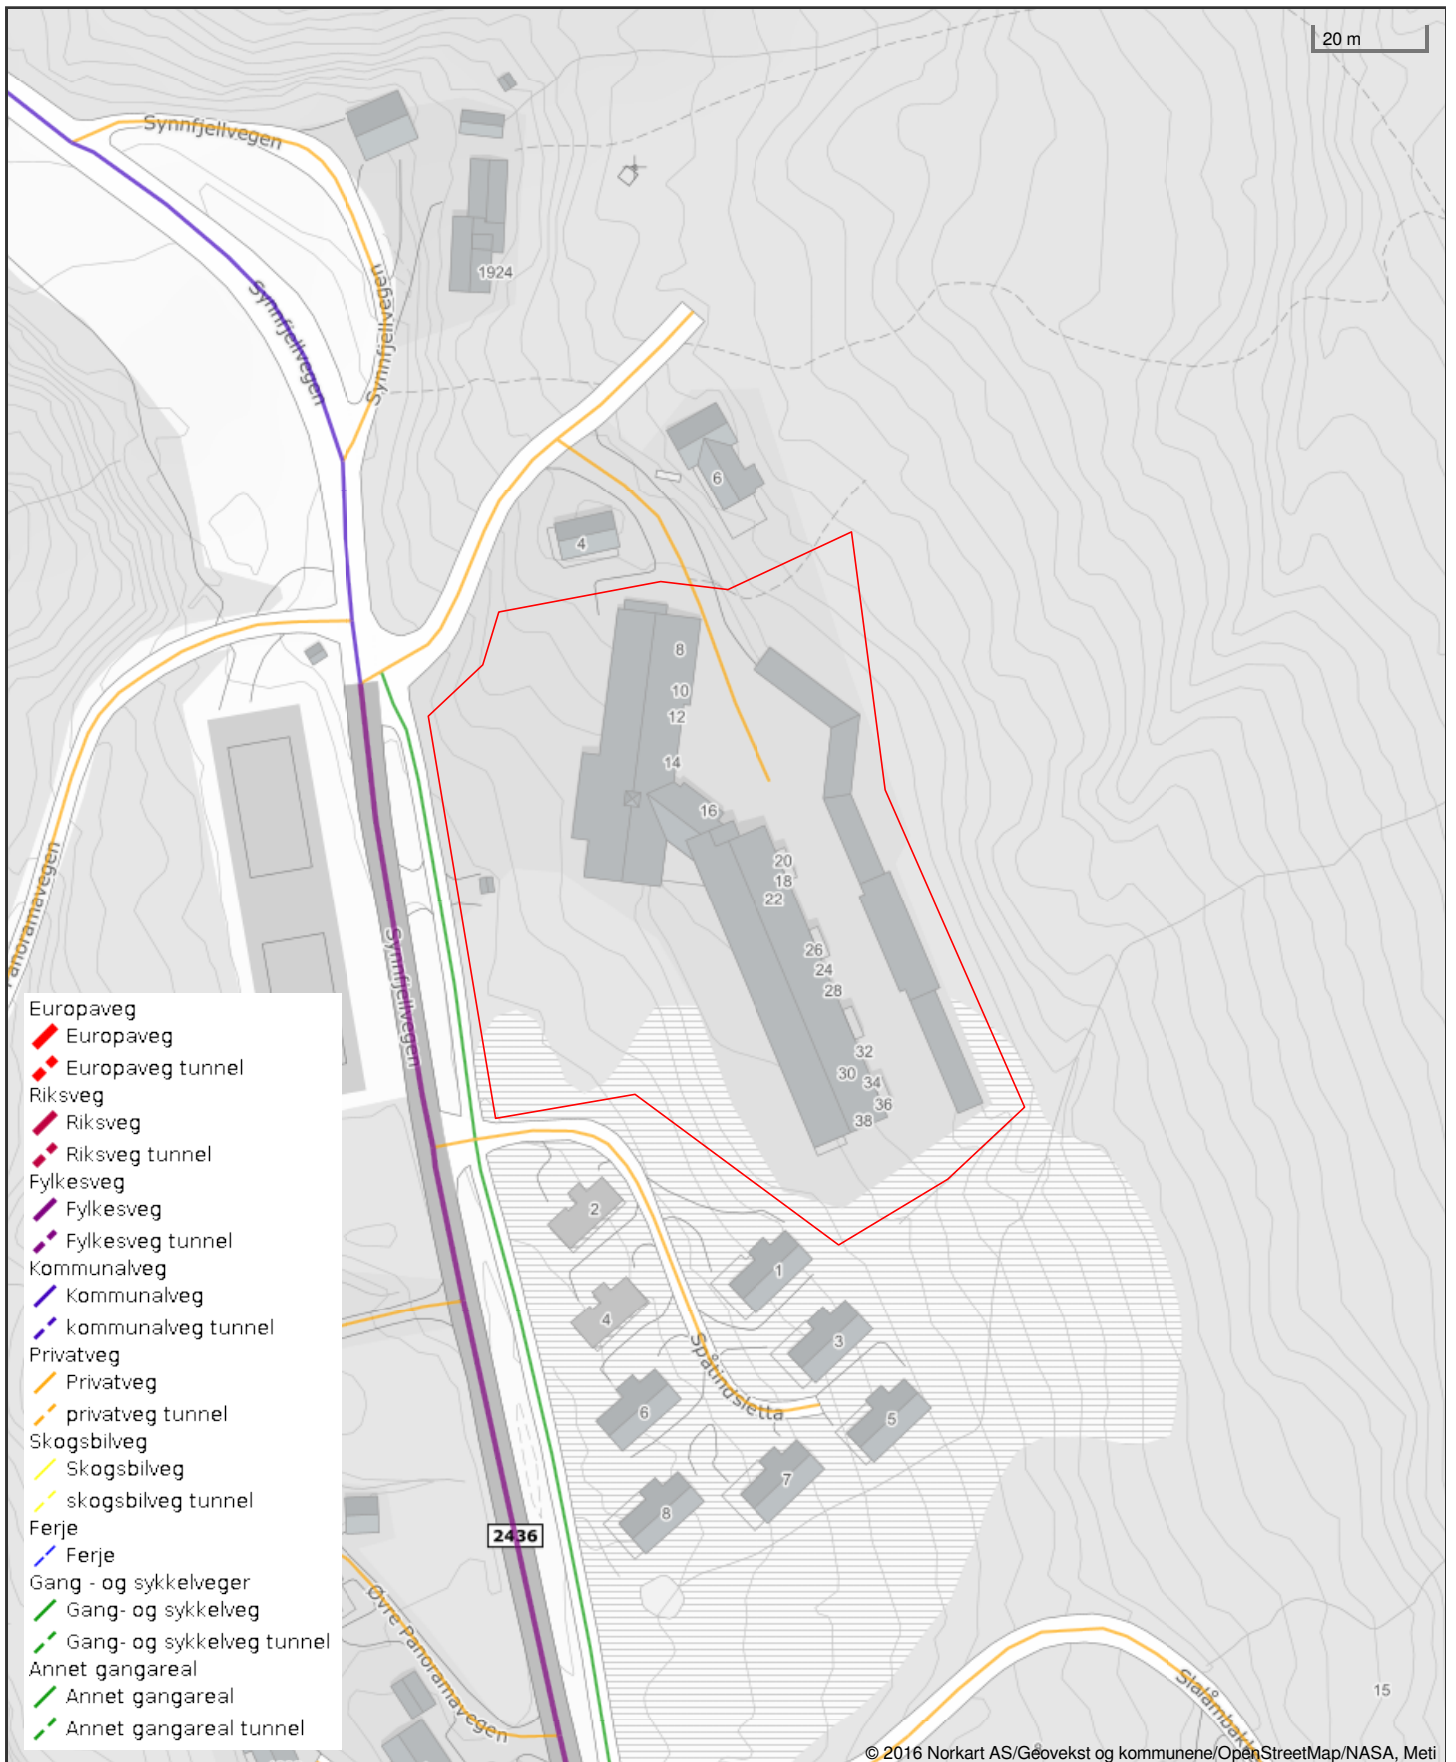 20 m
Synnfjellvegen
Synnfjellvegen
Synnfjellvegen
1924
6
4
8
10
12
14
16
20
18
22
26
24
28
32
30
34
36
38
Synnfjellvegen
2
1
4
3
Spåtindsletta
6
5
7
8
2436
Øvre Panoramavegen
15
Europaveg
Europaveg
Europaveg tunnel
Riksveg
Riksveg
Riksveg tunnel
Fylkesveg
Fylkesveg
Fylkesveg tunnel
Kommunalveg
Kommunalveg
kommunalveg tunnel
Privatveg
Privatveg
privatveg tunnel
Skogsbilveg
Skogsbilveg
skogsbilveg tunnel
Ferje
Ferje
Gang - og sykkelveger
Gang- og sykkelveg
Gang- og sykkelveg tunnel
Annet gangareal
Annet gangareal
Annet gangareal tunnel
© 2016 Norkart AS/Geovekst og kommunene/OpenStreetMap/NASA, Meti